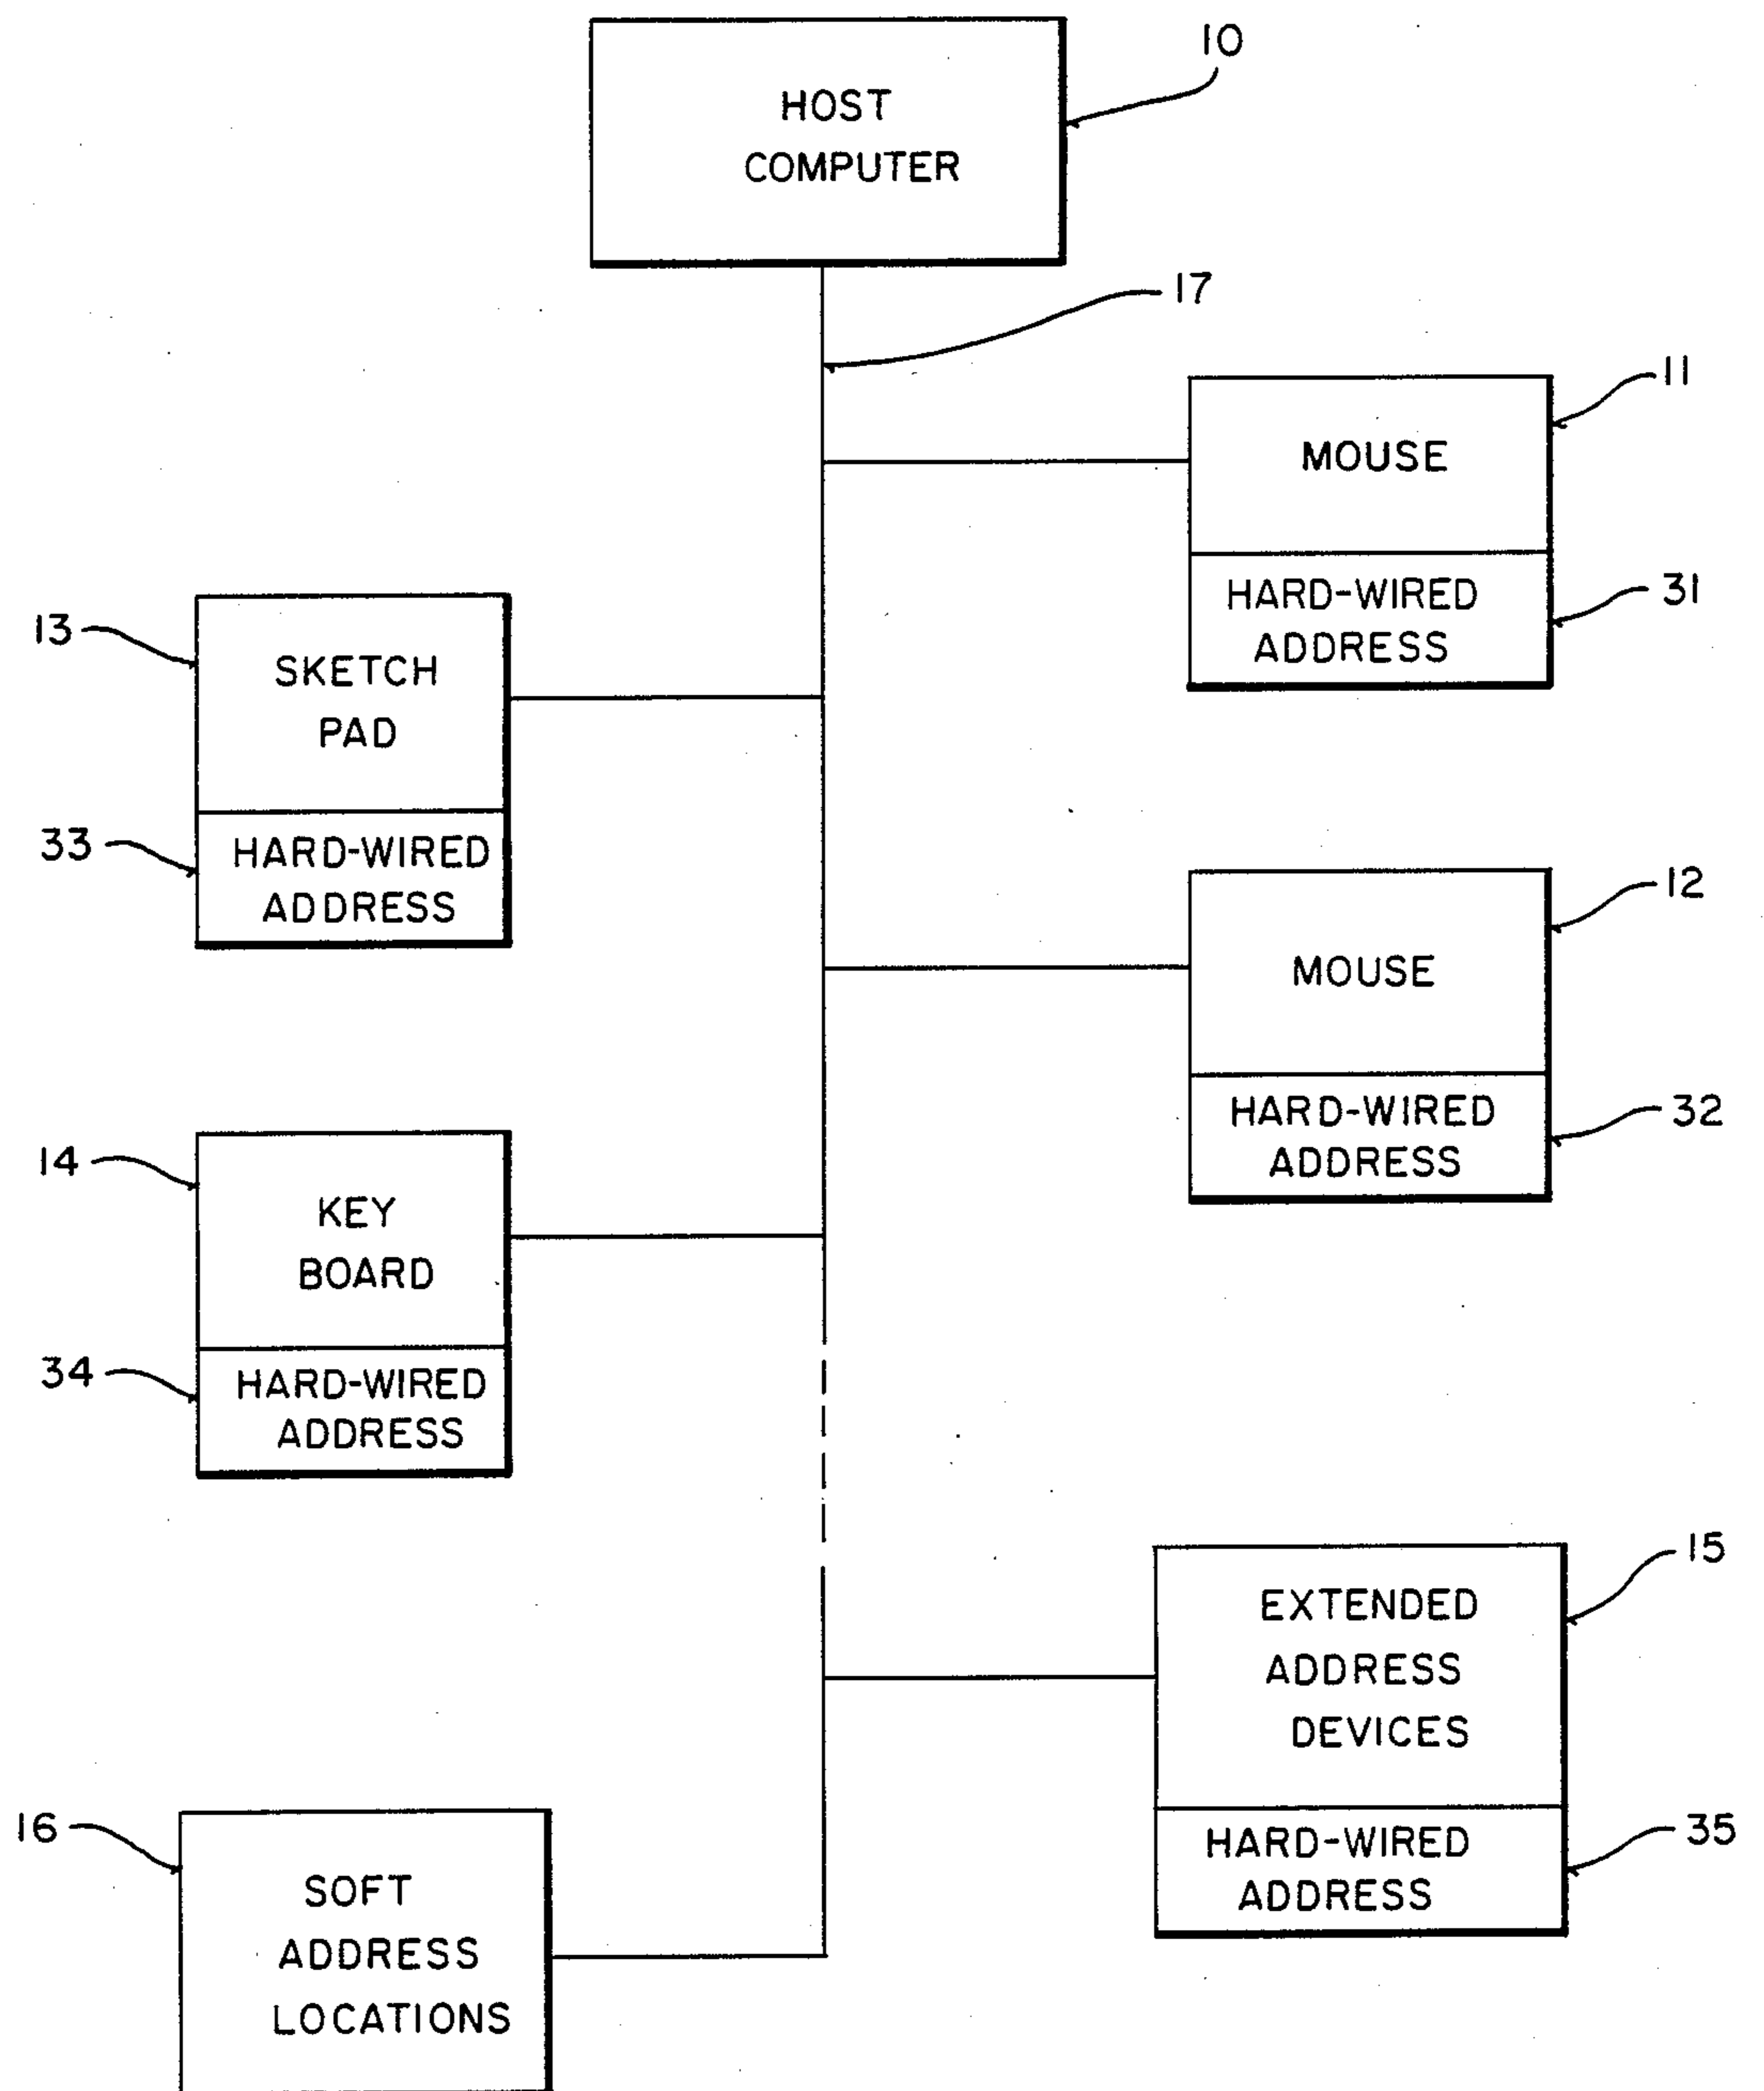 10
HOST
COMPUTER
17
11
MOUSE
HARD-WIRED
ADDRESS
31
13
SKETCH
PAD
33
HARD-WIRED
ADDRESS
12
MOUSE
HARD-WIRED
ADDRESS
32
14
KEY
BOARD
34
HARD-WIRED
ADDRESS
15
EXTENDED
ADDRESS
DEVICES
HARD-WIRED
ADDRESS
35
16
SOFT
ADDRESS
LOCATIONS